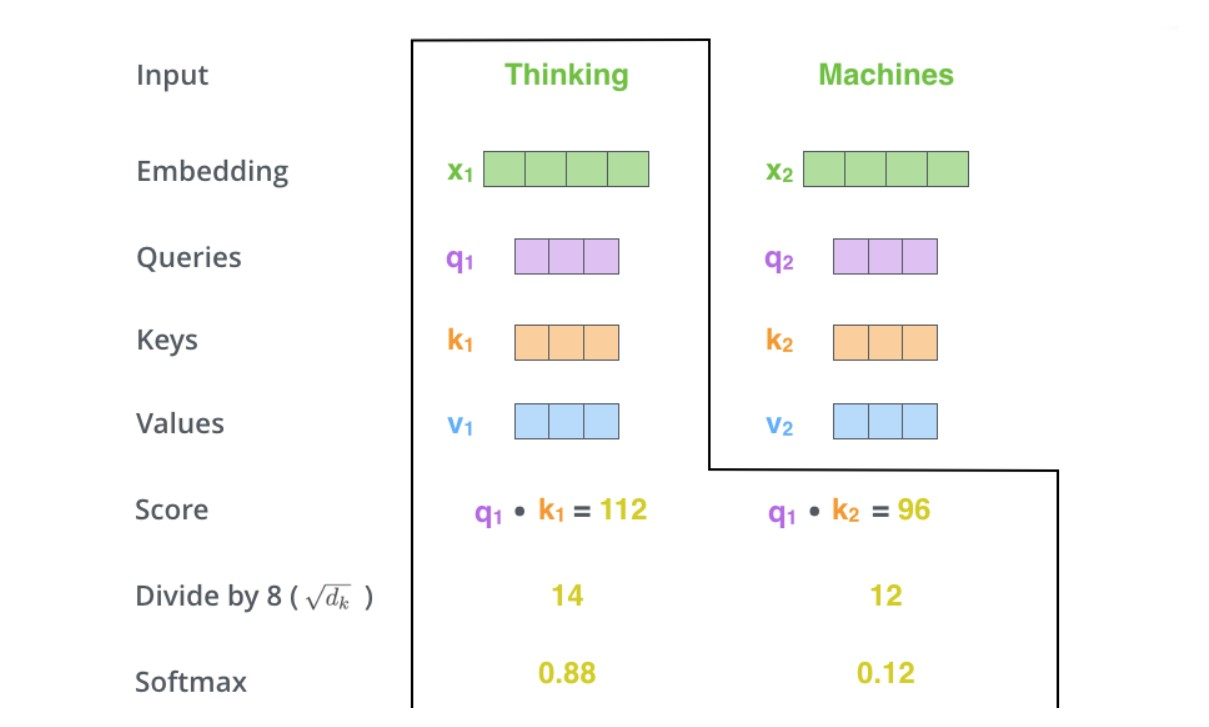 Input Thinking Machines
Embedding x₁ x₂
Queries q₁ q₂
Keys k₁ k₂
Values v₁ v₂
Score q₁ • k₁ = 112 q₁ • k₂ = 96
Divide by 8 ( √dₖ ) 14 12
Softmax 0.88 0.12